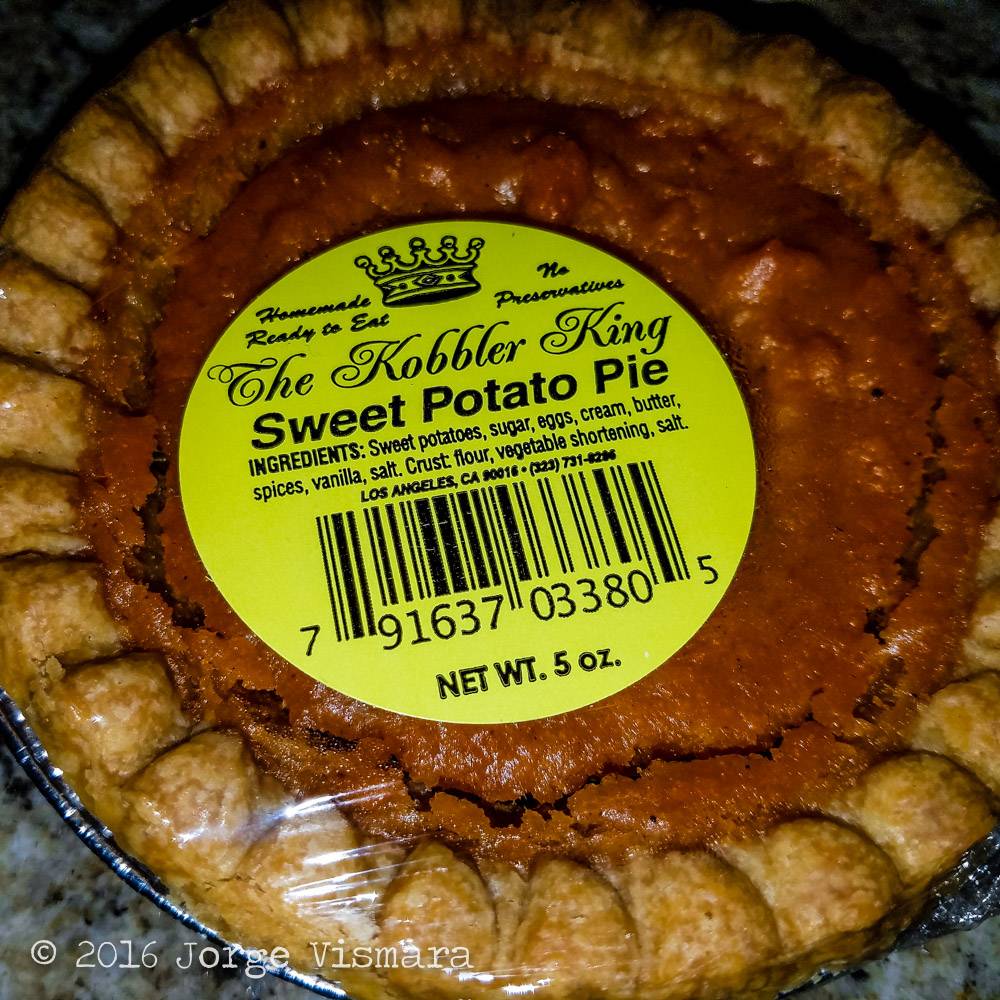 Homemade
Ready to Eat
No
Preservatives
The Kobbler King
Sweet Potato Pie
INGREDIENTS: Sweet potatoes, sugar, eggs, cream, butter,
spices, vanilla, salt. Crust: flour, vegetable shortening, salt.
LOS ANGELES, CA 90016 • (323) 731-8286
7 91637 03380 5
NET WT. 5 oz.
© 2016 Jorge Vismara